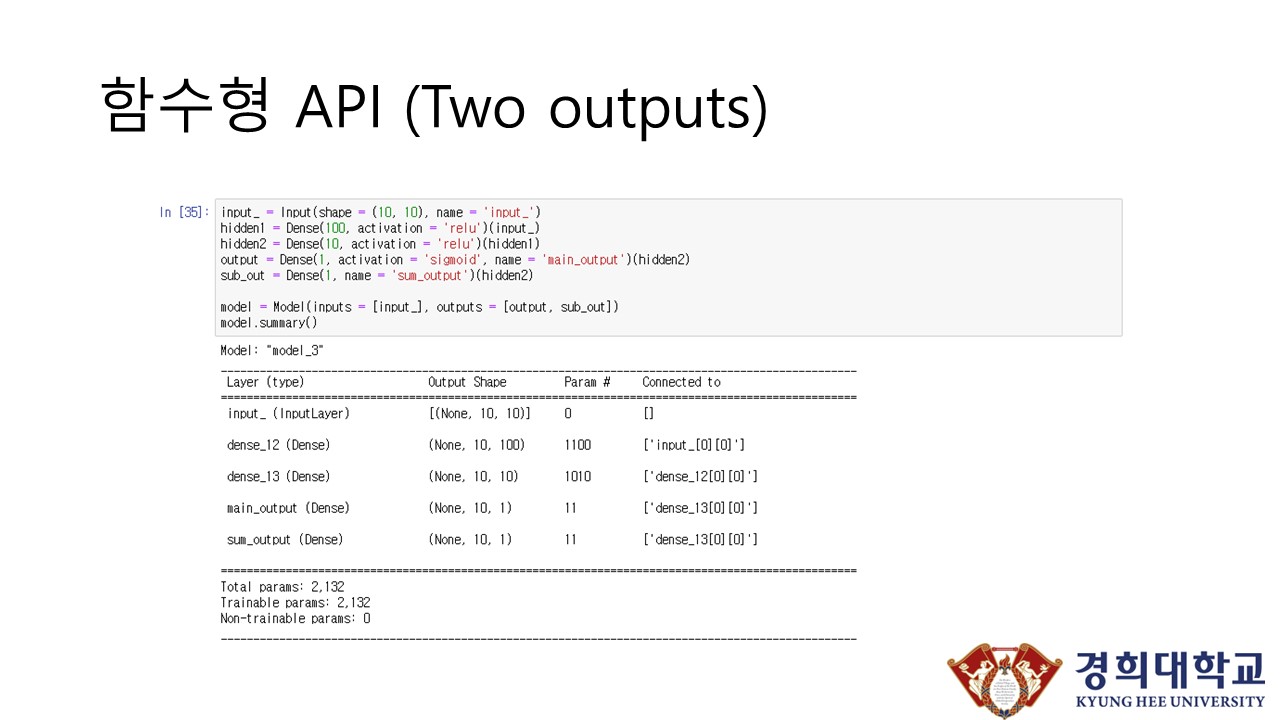 함수형 API (Two outputs)
In [35]:
input_ = Input(shape = (10, 10), name = 'input_')
hidden1 = Dense(100, activation = 'relu')(input_)
hidden2 = Dense(10, activation = 'relu')(hidden1)
output = Dense(1, activation = 'sigmoid', name = 'main_output')(hidden2)
sub_out = Dense(1, name = 'sum_output')(hidden2)
model = Model(inputs = [input_], outputs = [output, sub_out])
model.summary()
Model: "model_3"
Layer (type) Output Shape Param # Connected to
input_ (InputLayer) [(None, 10, 10)] 0 []
dense_12 (Dense) (None, 10, 100) 1100 ['input_[0][0]']
dense_13 (Dense) (None, 10, 10) 1010 ['dense_12[0][0]']
main_output (Dense) (None, 10, 1) 11 ['dense_13[0][0]']
sum_output (Dense) (None, 10, 1) 11 ['dense_13[0][0]']
Total params: 2,132
Trainable params: 2,132
Non-trainable params: 0
경희대학교
KYUNG HEE UNIVERSITY